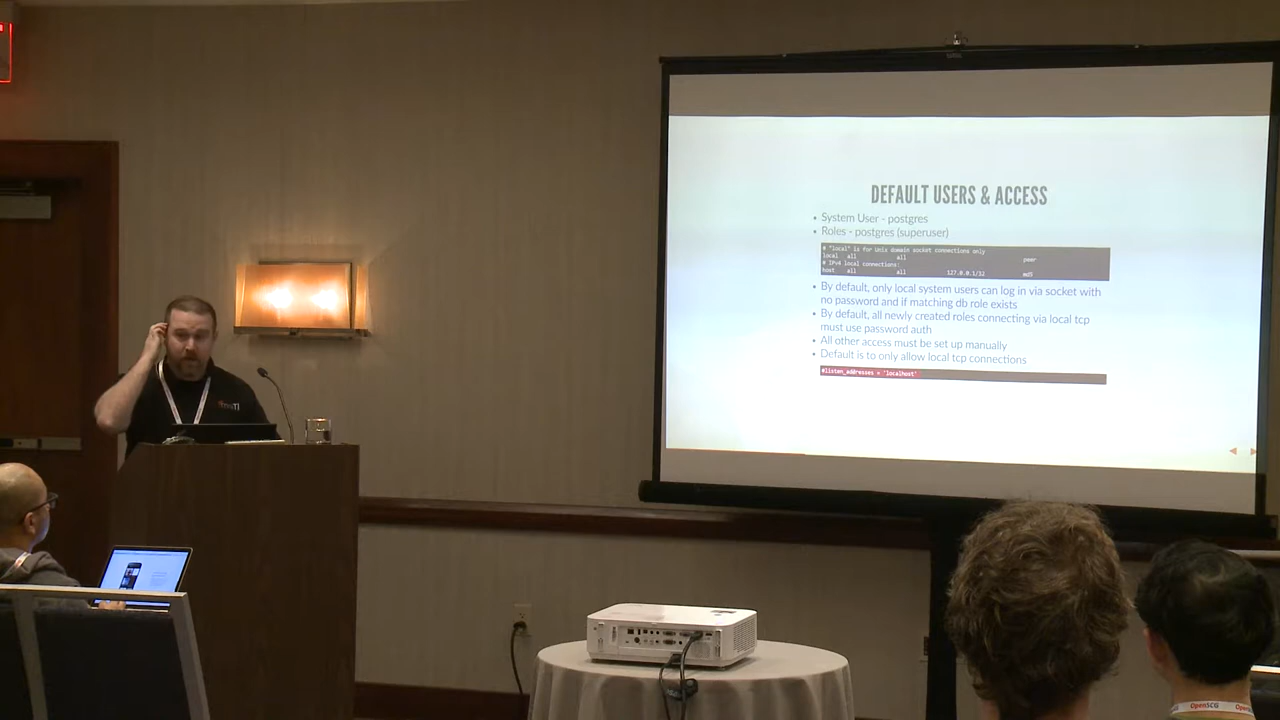 DEFAULT USERS & ACCESS
• System User - postgres
• Roles - postgres (superuser)
# "local" is for Unix domain socket connections only
local all all peer
# IPv4 local connections:
host all all 127.0.0.1/32 md5
• By default, only local system users can log in via socket with
no password and if matching db role exists
• By default, all newly created roles connecting via local tcp
must use password auth
• All other access must be set up manually
• Default is to only allow local tcp connections
#listen_addresses = 'localhost'
OpenSCG